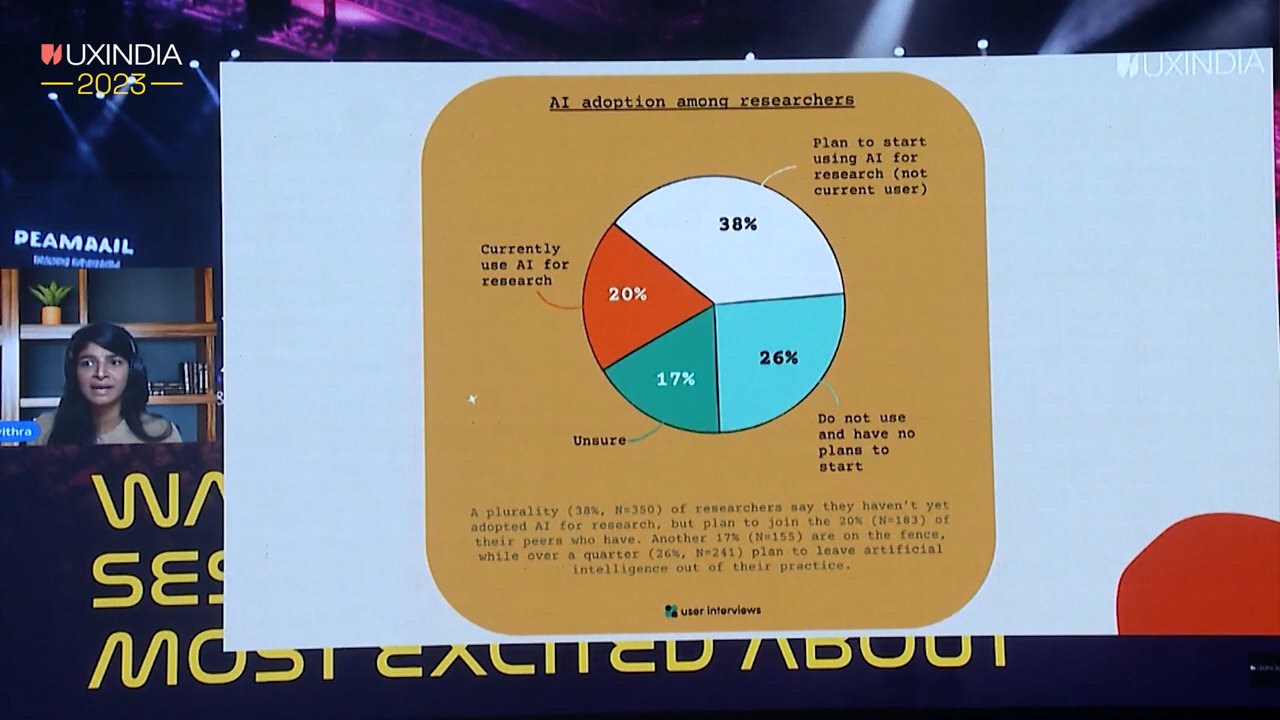 UXINDIA
2023
UXINDIA
AI adoption among researchers
Plan to start
using AI for
research (not
current user)
38%
Currently
use AI for
research
20%
26%
17%
Unsure
Do not use
and have no
plans to
start
A plurality (38%, N=350) of researchers say they haven't yet
adopted AI for research, but plan to join the 20% (N=183) of
their peers who have. Another 17% (N=155) are on the fence,
while over a quarter (26%, N=241) plan to leave artificial
intelligence out of their practice.
user interviews
PEAMAAIL
ithra
WA
SES
MOST EXCITED ABOUT